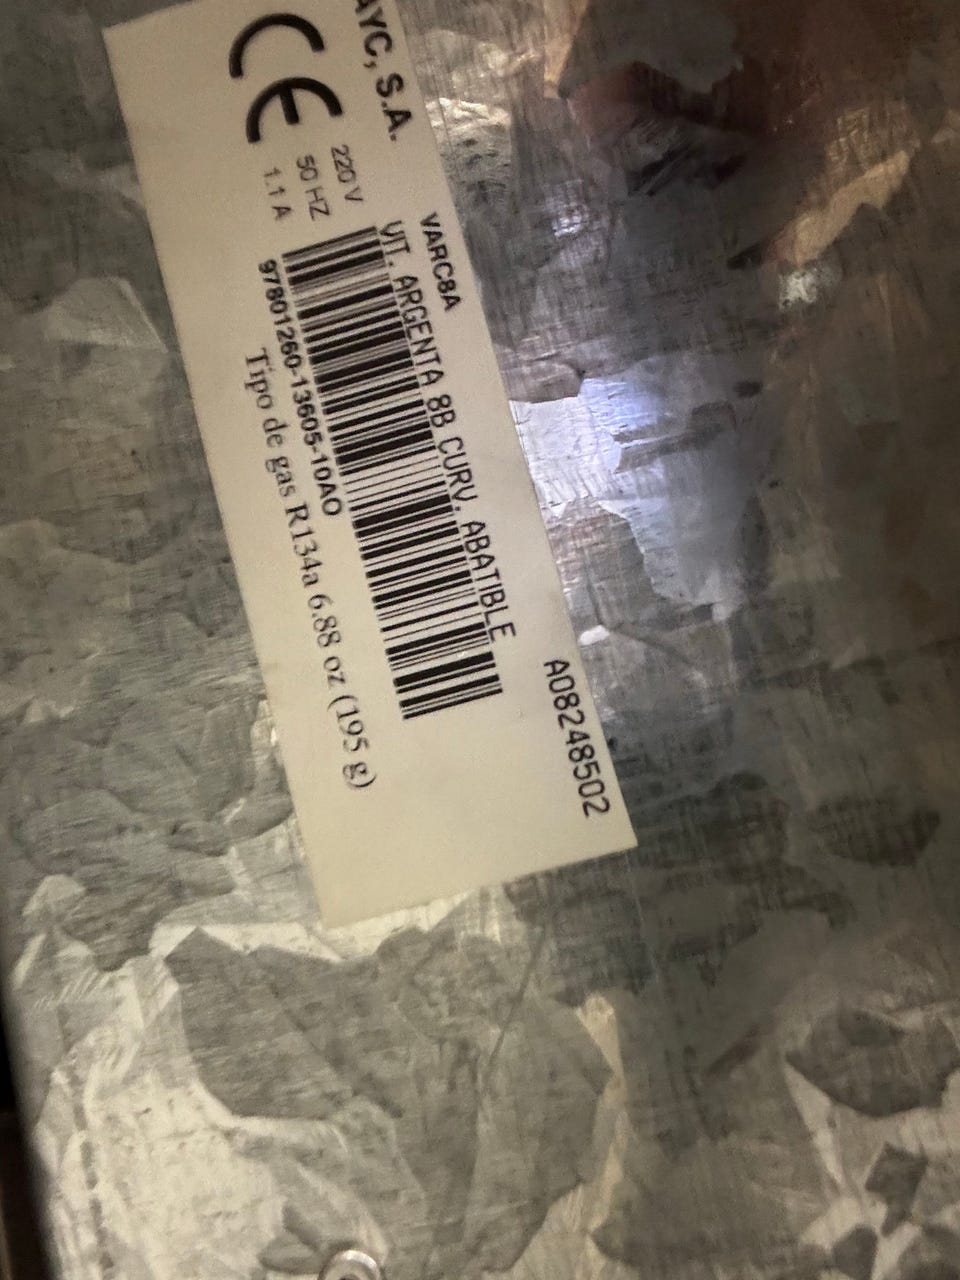 AYC, S.A. A08248502
VARC8A
VIT. ARGENTA 8B CURV. ABATIBLE
CE
220 V
50 HZ
1.1 A
97801260-13605-10AO
Tipo de gas R134a 6.88 oz (195 g)